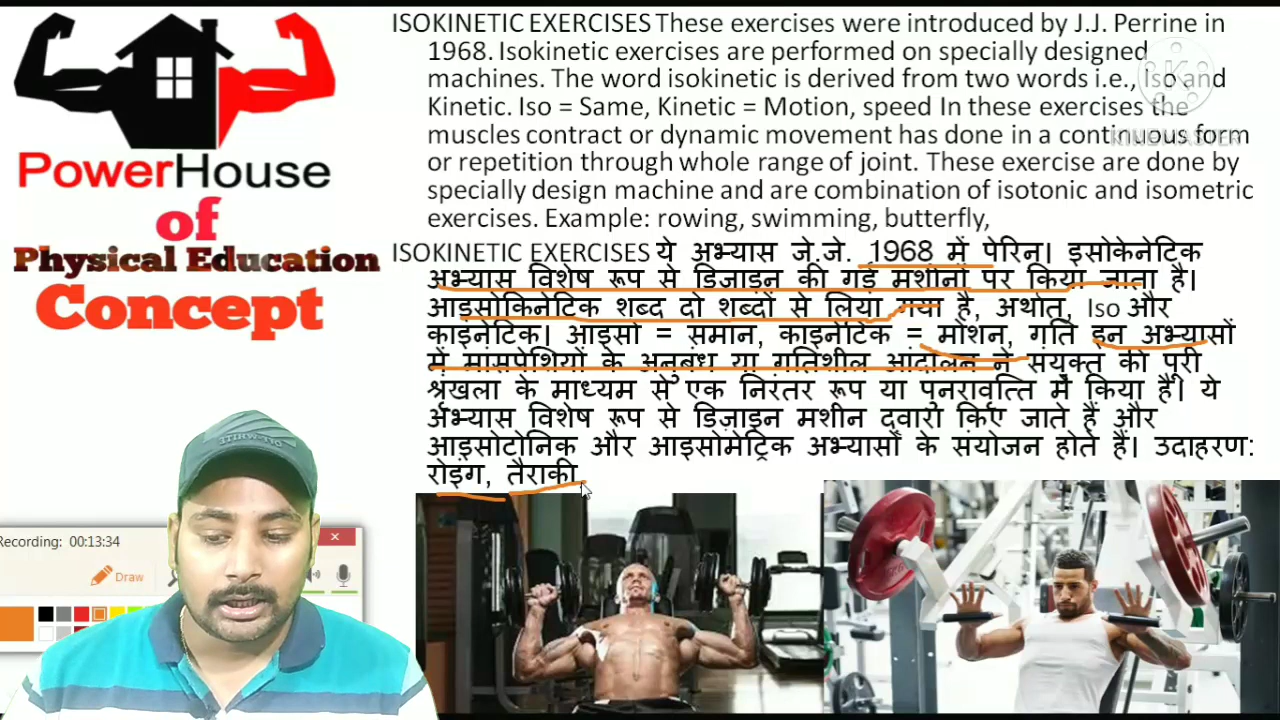 PowerHouse
of
Physical Education
Concept
ISOKINETIC EXERCISES These exercises were introduced by J.J. Perrine in
1968. Isokinetic exercises are performed on specially designed
machines. The word isokinetic is derived from two words i.e., Iso and
Kinetic. Iso = Same, Kinetic = Motion, speed In these exercises the
muscles contract or dynamic movement has done in a continuous form
or repetition through whole range of joint. These exercise are done by
specially design machine and are combination of isotonic and isometric
exercises. Example: rowing, swimming, butterfly,
KINEMASTER
ISOKINETIC EXERCISES ये अभ्यास जे.जे. 1968 में पेरिन। इसोकेनेटिक
अभ्यास विशेष रूप से डिज़ाइन की गई मशीनों पर किया जाता है।
आइसोकिनेटिक शब्द दो शब्दों से लिया गया है, अर्थात, Iso और
काइनेटिक। आइसो = समान, काइनेटिक = मोशन, गति इन अभ्यासों
में मांसपेशियों के अनुबंध या गतिशील आंदोलन ने संयुक्त की पूरी
श्रृंखला के माध्यम से एक निरंतर रूप या पुनरावृत्ति में किया है। ये
अभ्यास विशेष रूप से डिज़ाइन मशीन द्वारा किए जाते हैं और
आइसोटोनिक और आइसोमेट्रिक अभ्यासों के संयोजन होते हैं। उदाहरण:
रोइंग, तैराकी,
Recording: 00:13:34
Draw